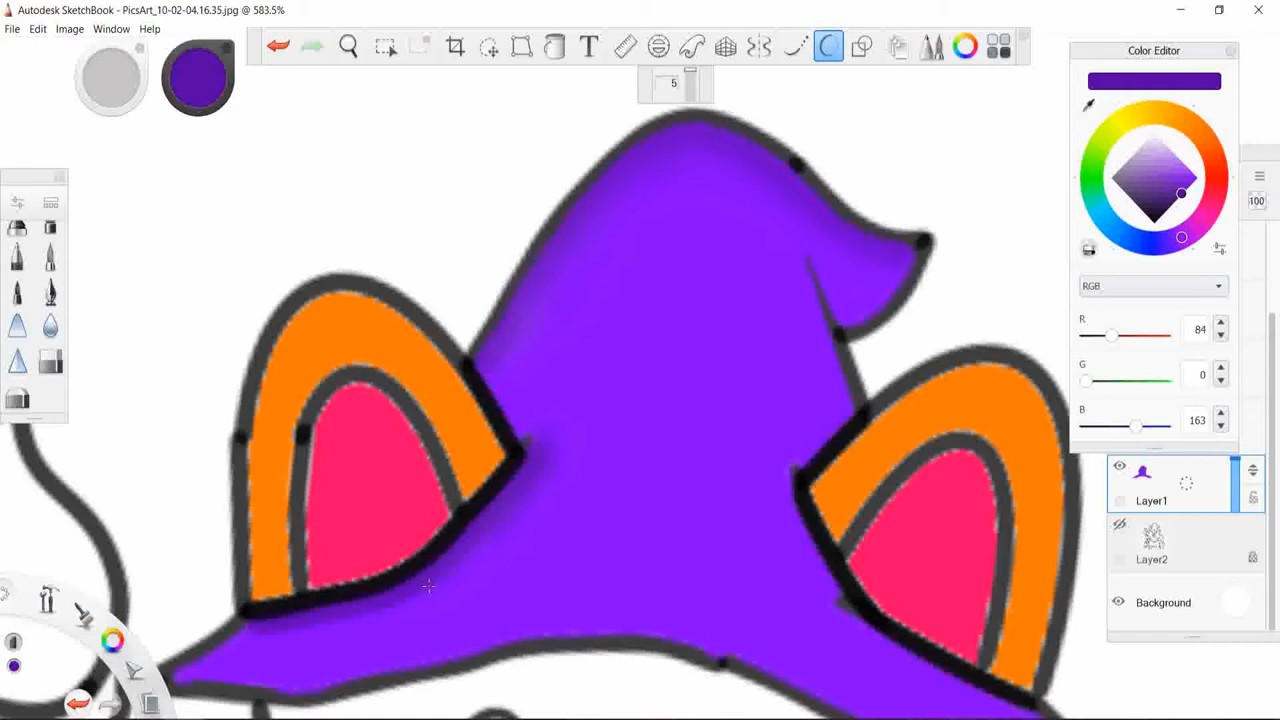 Autodesk SketchBook - PicsArt_10-02-04.16.35.jpg @ 583.5%
File Edit Image Window Help
T
5
Color Editor
100
RGB
R 84
G 0
B 163
Layer1
Layer2
Background